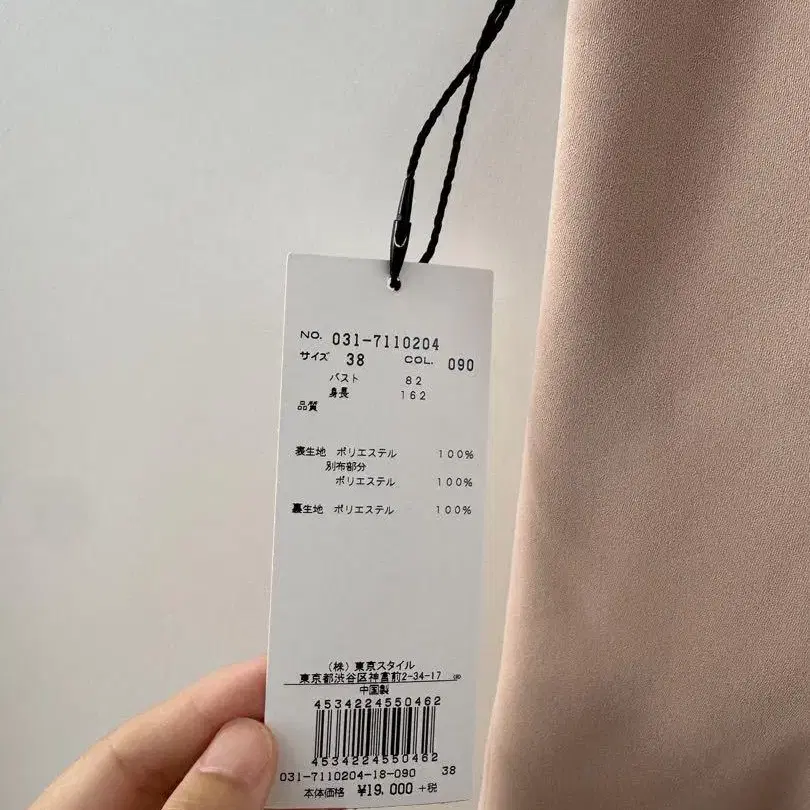 NO. 031-7110204
サイズ 38 COL. 090
バスト 82
身長 162
品質
表生地 ポリエステル 100%
別布部分
ポリエステル 100%
裏生地 ポリエステル 100%
(株)東京スタイル
東京都渋谷区神宮前2-34-17
中国製
4534224550462
4534224550462
031-7110204-18-090 38
本体価格 ¥19,000 +税